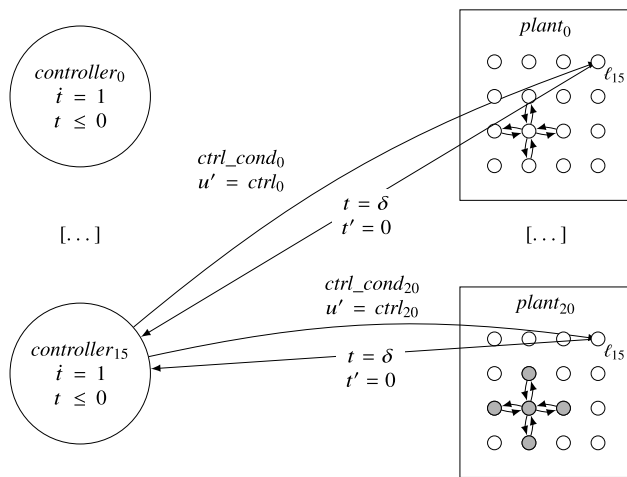 plant₀
controller₀
ṫ = 1
t ≤ 0
ℓ₁₅
ctrl_cond₀
u′ = ctrl₀
t = δ
t′ = 0
[. . . ]
[. . . ]
ctrl_cond₂₀
u′ = ctrl₂₀
plant₂₀
controller₁₅
ṫ = 1
t ≤ 0
t = δ
t′ = 0
ℓ₁₅